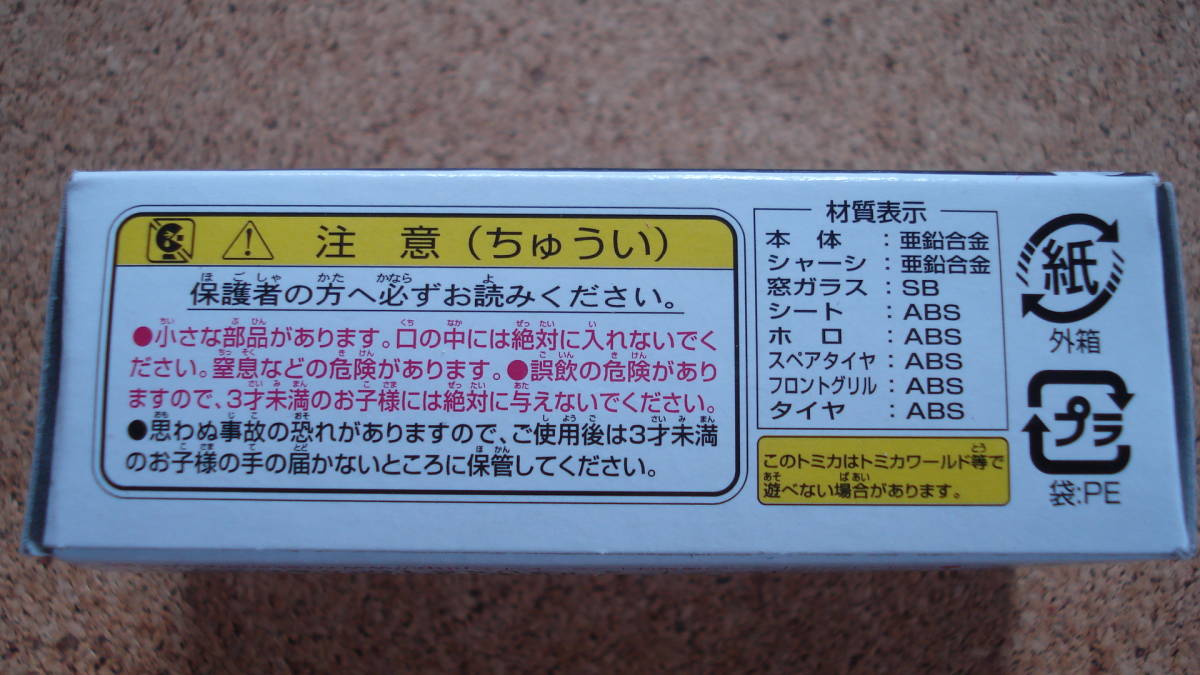 注意(ちゅうい)
保護者の方へ必ずお読みください。
●小さな部品があります。口の中には絶対に入れないでく
ださい。窒息などの危険があります。●誤飲の危険があり
ますので、3才未満のお子様には絶対に与えないでください。
●思わぬ事故の恐れがありますので、ご使用後は3才未満
のお子様の手の届かないところに保管してください。
材質表示
本体:亜鉛合金
シャーシ:亜鉛合金
窓ガラス:SB
シート:ABS
ホロ:ABS
スペアタイヤ:ABS
フロントグリル:ABS
タイヤ:ABS
このトミカはトミカワールド等で
遊べない場合があります。
紙
外箱
プラ
袋:PE